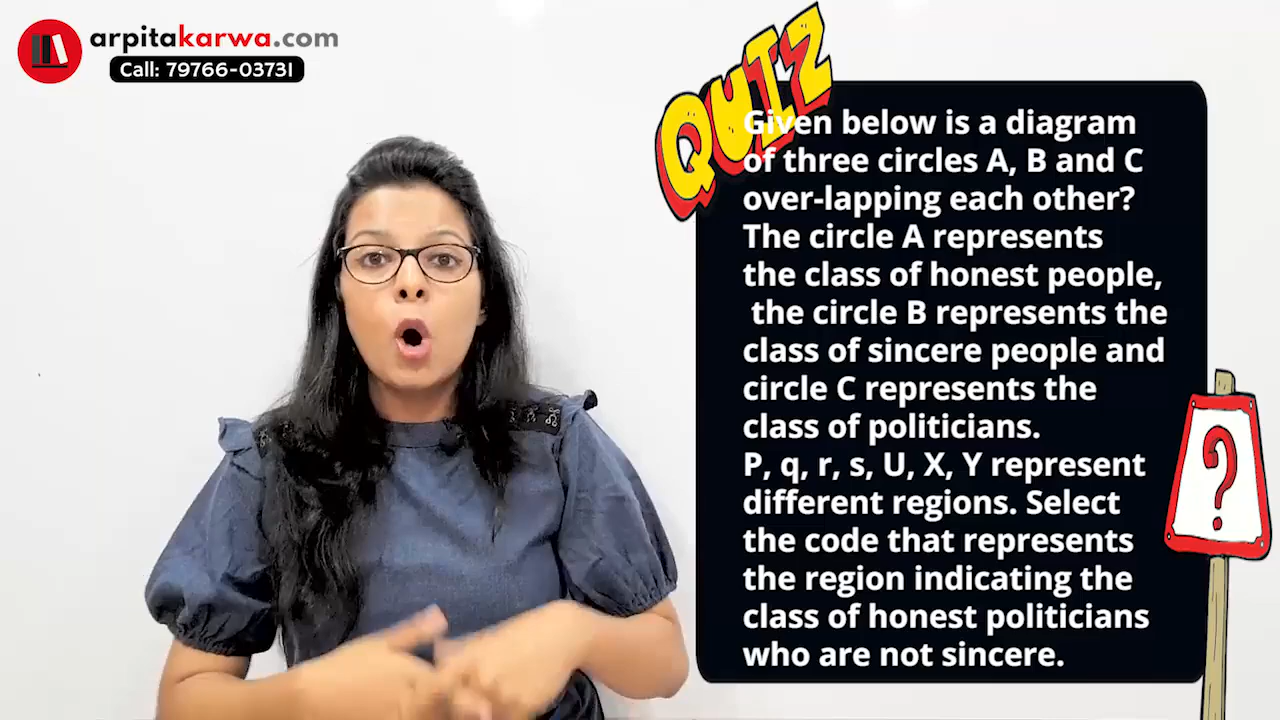 arpitakarwa.com
Call: 79766-03731
QUIZ
Given below is a diagram
of three circles A, B and C
over-lapping each other?
The circle A represents
the class of honest people,
the circle B represents the
class of sincere people and
circle C represents the
class of politicians.
P, q, r, s, U, X, Y represent
different regions. Select
the code that represents
the region indicating the
class of honest politicians
who are not sincere.
?